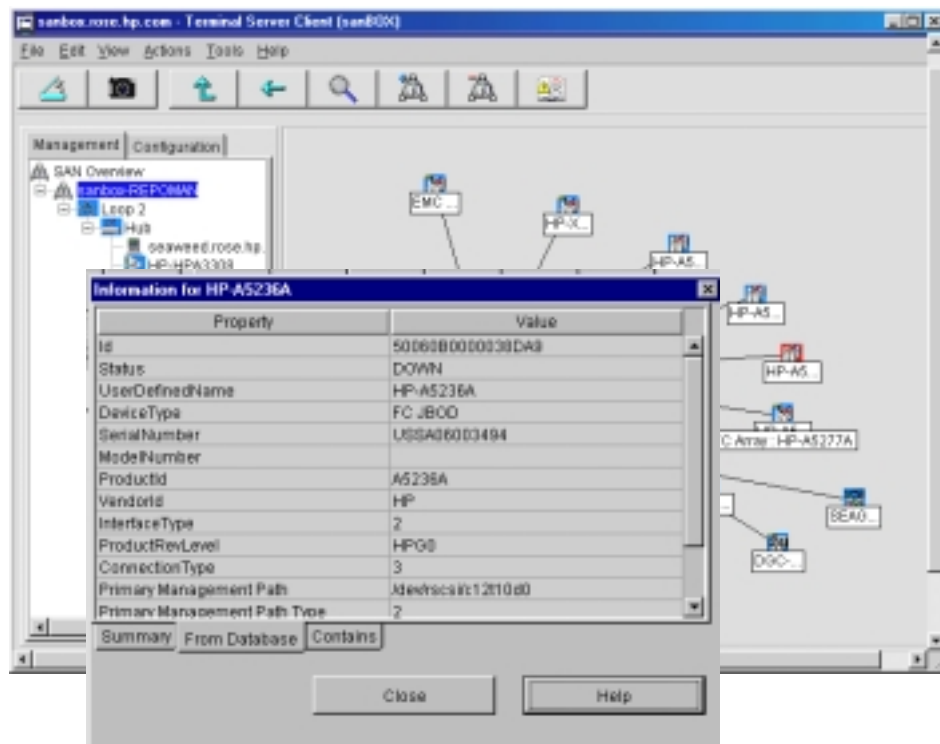 sanbox.rose.hp.com - Terminal Server Client (sanBOX)
File Edit View Actions Tools Help
Management Configuration
SAN Overview
sanbox-REPOMAN
Loop 2
Hub
seaweed.rose.hp.
HP-HPA3308
EMC ...
HP-X...
HP-A5...
HP-A5...
HP-A5...
C Array : HP-A5277A
SEAG...
DGC-...
Information for HP-A5236A
Property Value
Id 50060B0000038DA8
Status DOWN
UserDefinedName HP-A5236A
DeviceType FC JBOD
SerialNumber USSA06003494
ModelNumber
ProductId A5236A
VendorId HP
InterfaceType 2
ProductRevLevel HPG0
ConnectionType 3
Primary Management Path /dev/rscsi/c12t10d0
Primary Management Path Type 2
Summary From Database Contains
Close Help